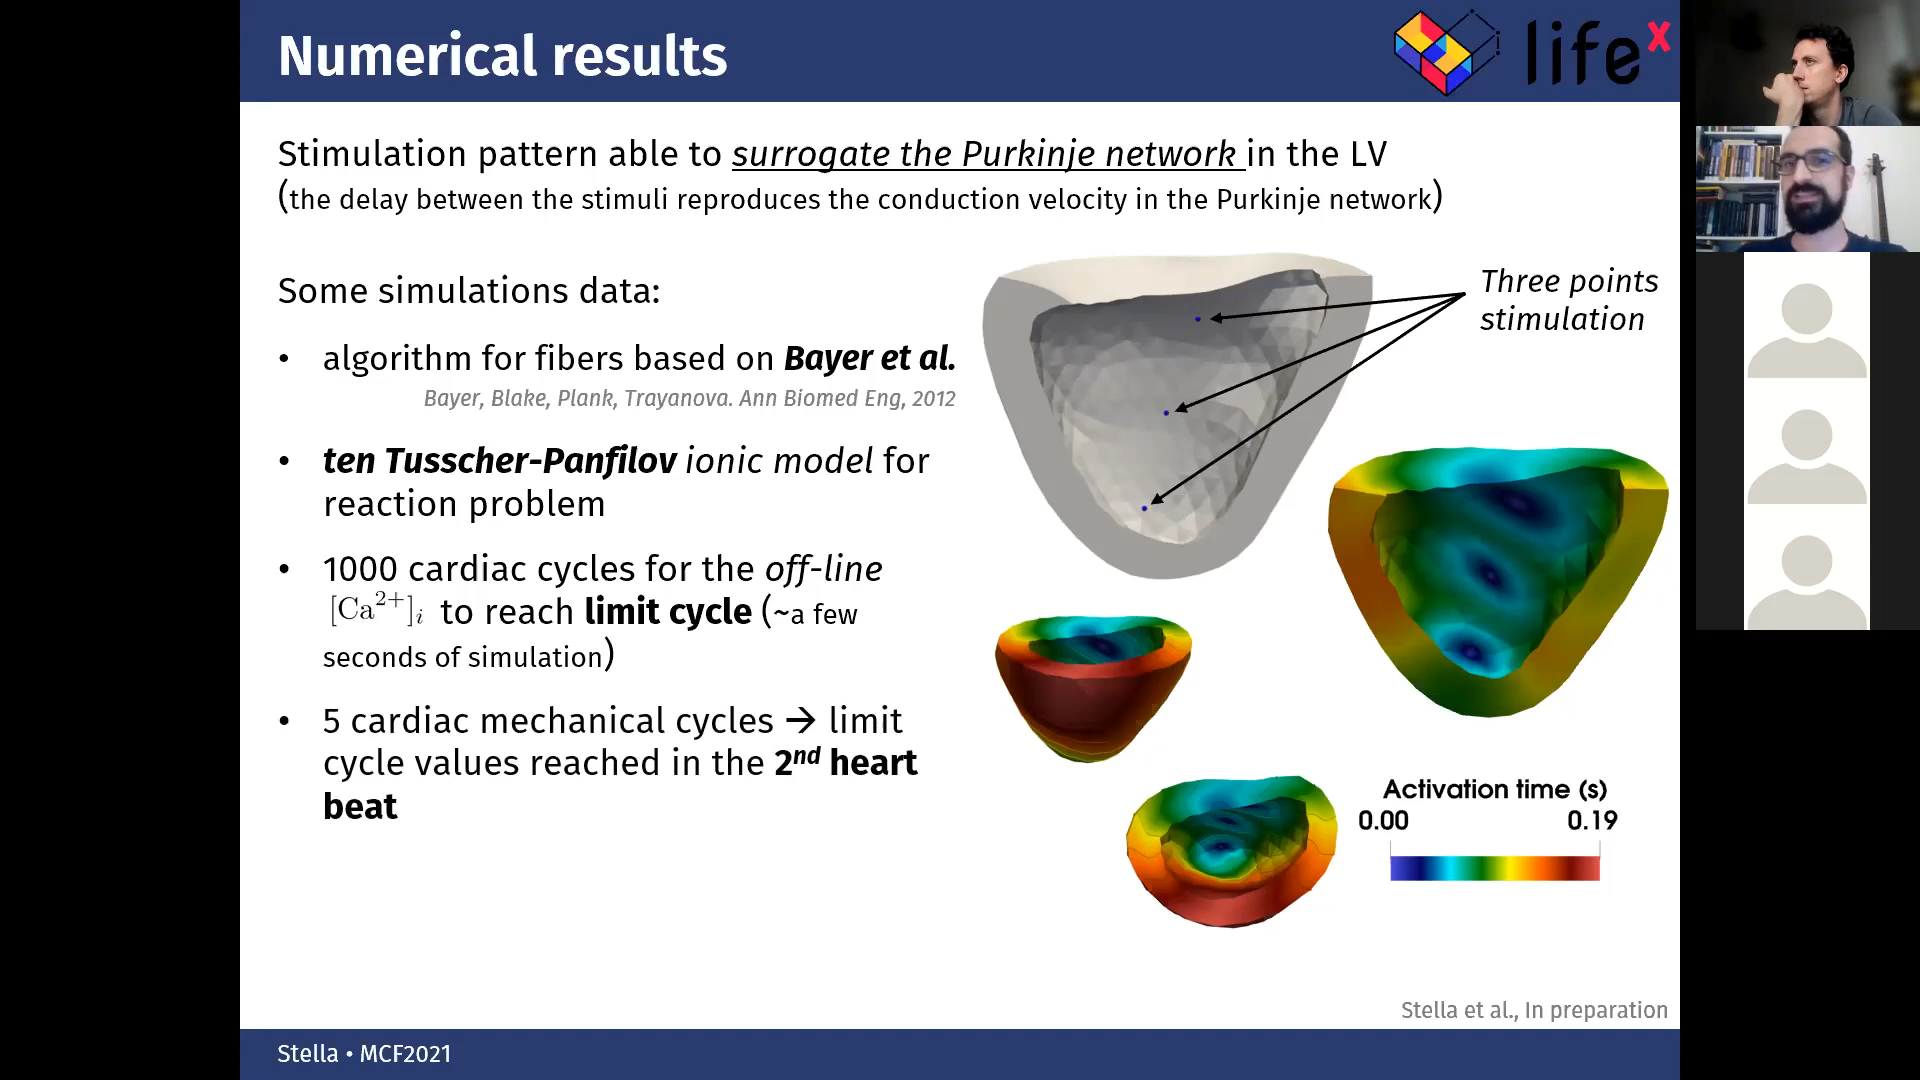 Numerical results
lifeˣ
Stimulation pattern able to surrogate the Purkinje network in the LV
(the delay between the stimuli reproduces the conduction velocity in the Purkinje network)
Some simulations data:
• algorithm for fibers based on Bayer et al.
Bayer, Blake, Plank, Trayanova. Ann Biomed Eng, 2012
• ten Tusscher-Panfilov ionic model for
reaction problem
• 1000 cardiac cycles for the off-line
[Ca²⁺]ᵢ to reach limit cycle (~a few
seconds of simulation)
• 5 cardiac mechanical cycles → limit
cycle values reached in the 2nd heart
beat
Three points
stimulation
Activation time (s)
0.00 0.19
Stella et al., In preparation
Stella • MCF2021